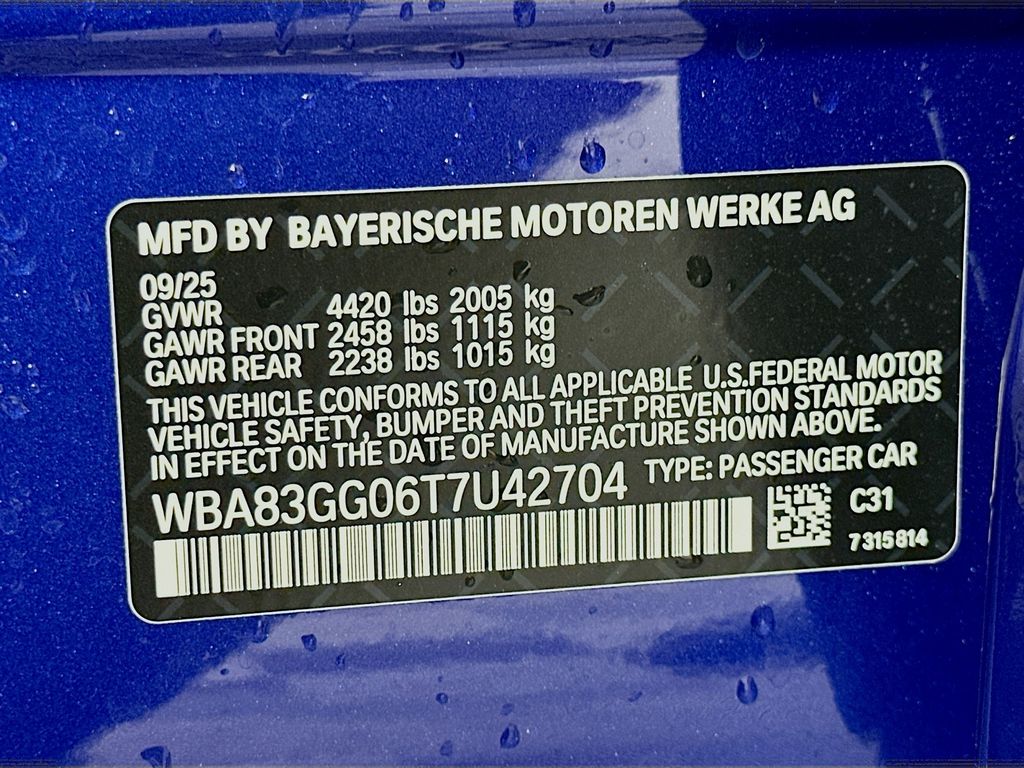 MFD BY BAYERISCHE MOTOREN WERKE AG
09/25
GVWR 4420 lbs 2005 kg
GAWR FRONT 2458 lbs 1115 kg
GAWR REAR 2238 lbs 1015 kg
THIS VEHICLE CONFORMS TO ALL APPLICABLE U.S.FEDERAL MOTOR
VEHICLE SAFETY, BUMPER AND THEFT PREVENTION STANDARDS
IN EFFECT ON THE DATE OF MANUFACTURE SHOWN ABOVE.
WBA83GG06T7U42704 TYPE: PASSENGER CAR
C31
7315814